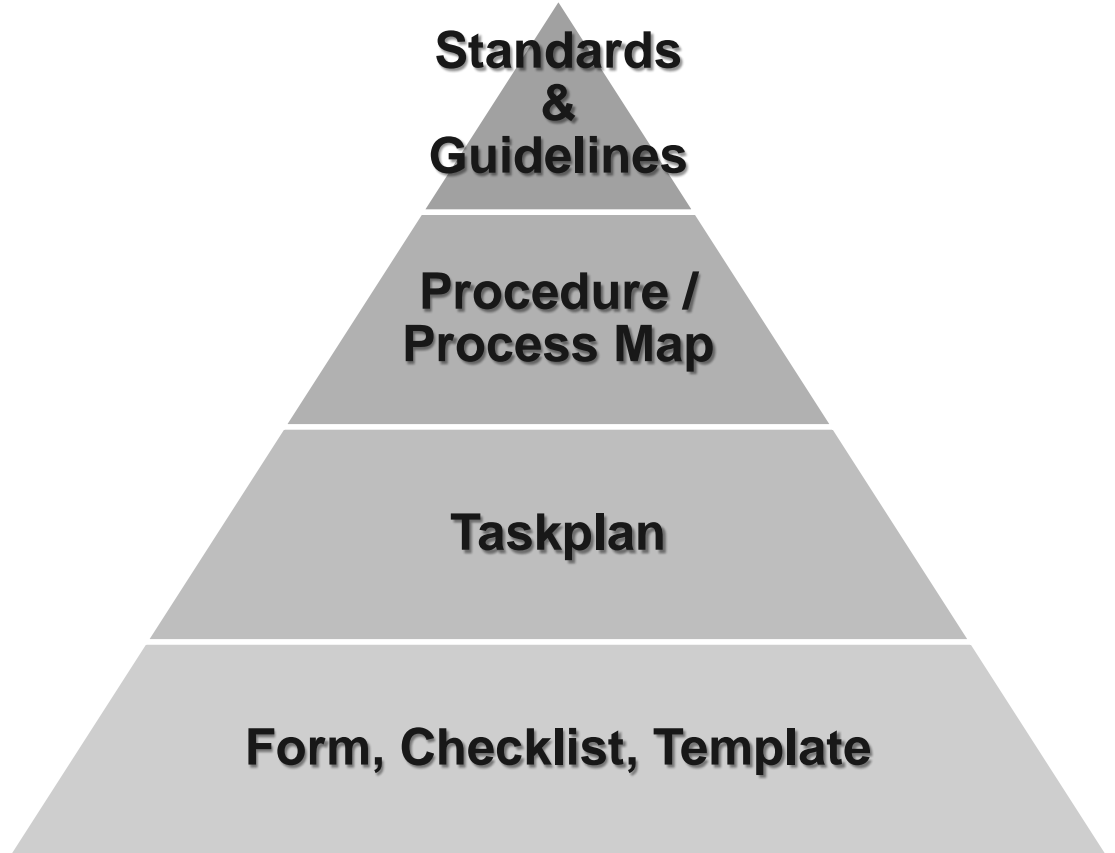 Standards
&
Guidelines
Procedure /
Process Map
Taskplan
Form, Checklist, Template